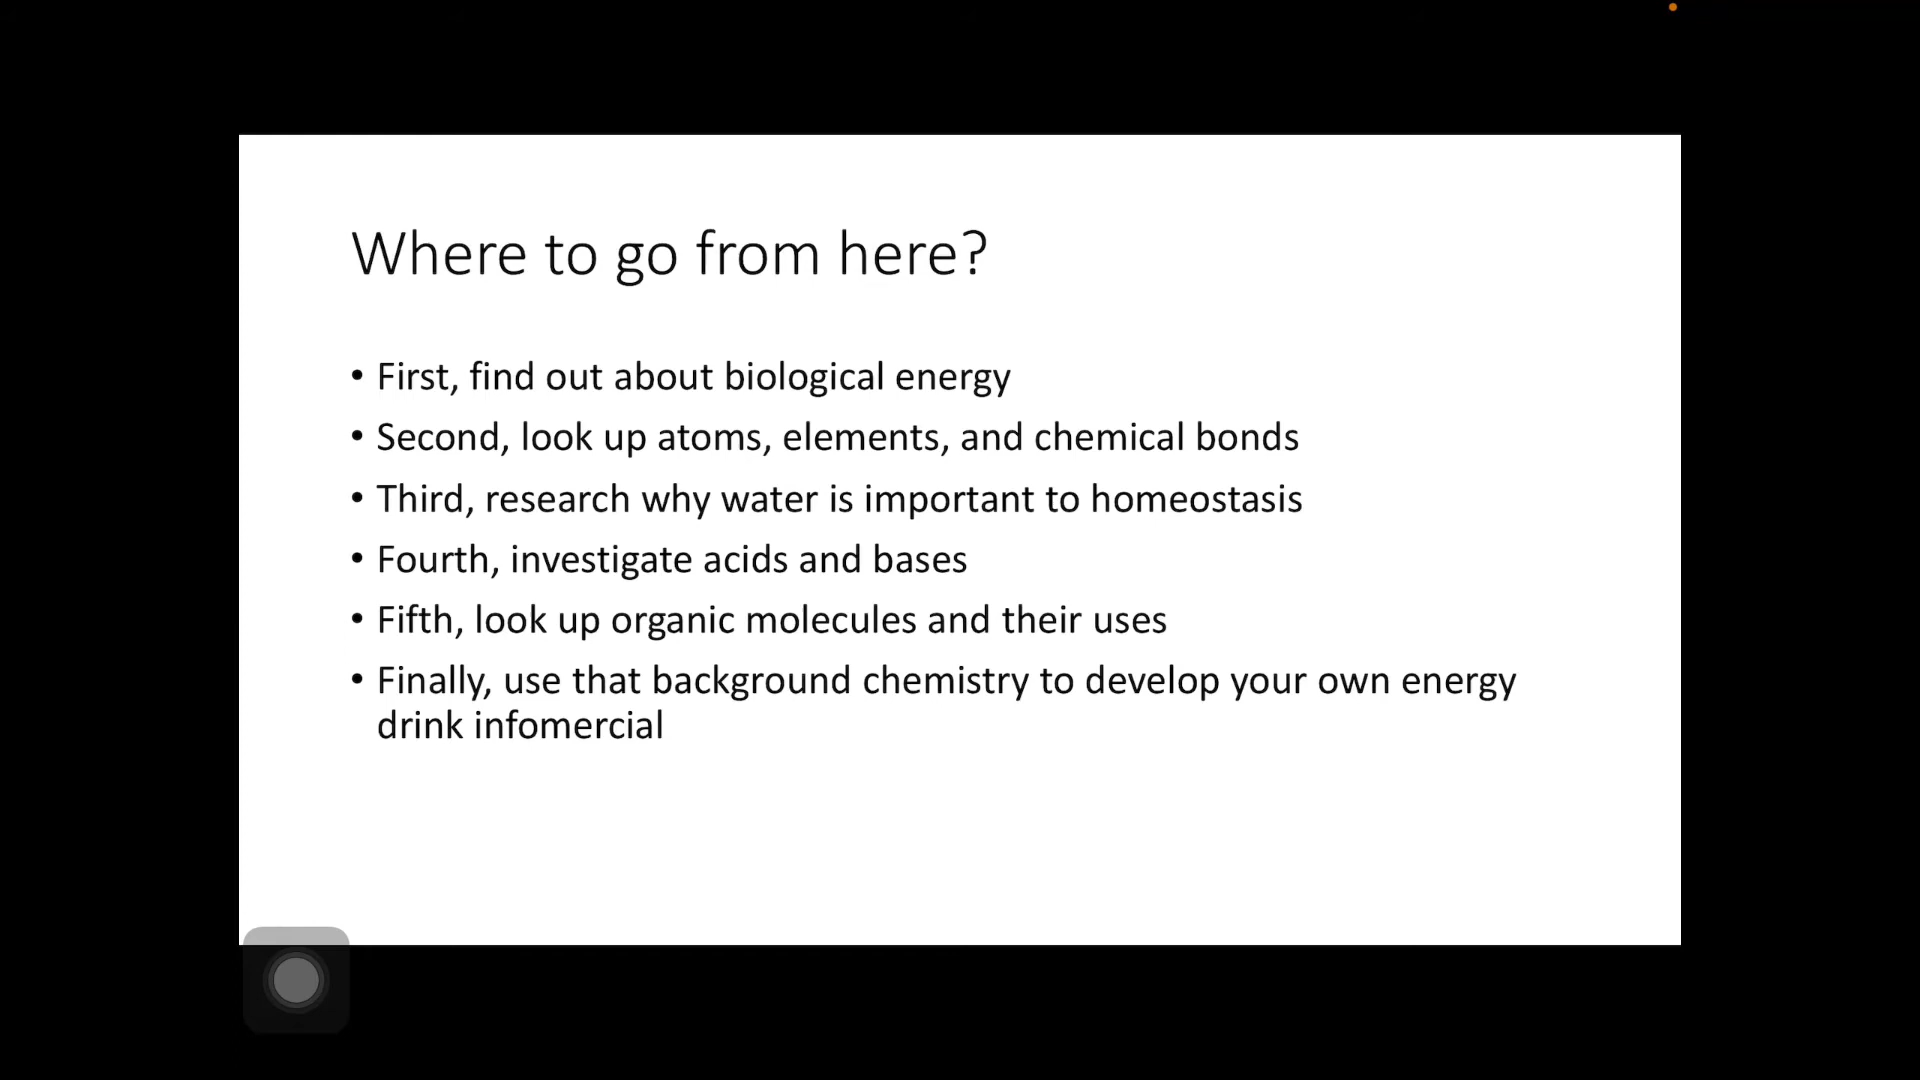 Where to go from here?
• First, find out about biological energy
• Second, look up atoms, elements, and chemical bonds
• Third, research why water is important to homeostasis
• Fourth, investigate acids and bases
• Fifth, look up organic molecules and their uses
• Finally, use that background chemistry to develop your own energy
drink infomercial